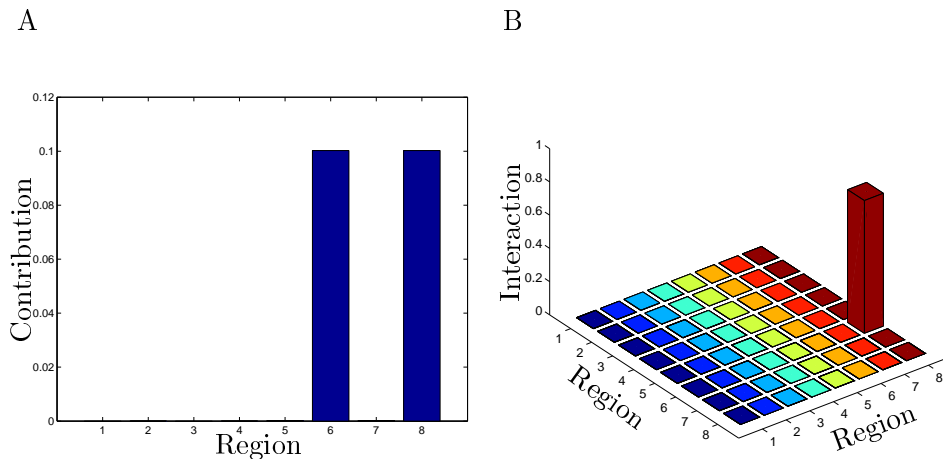 A
B
0.12
0.1
0.08
0.06
0.04
0.02
0
Contribution
1 2 3 4 5 6 7 8
Region
1
0.8
0.6
0.4
0.2
0
Interaction
1 2 3 4 5 6 7 8
Region
1 2 3 4 5 6 7 8
Region